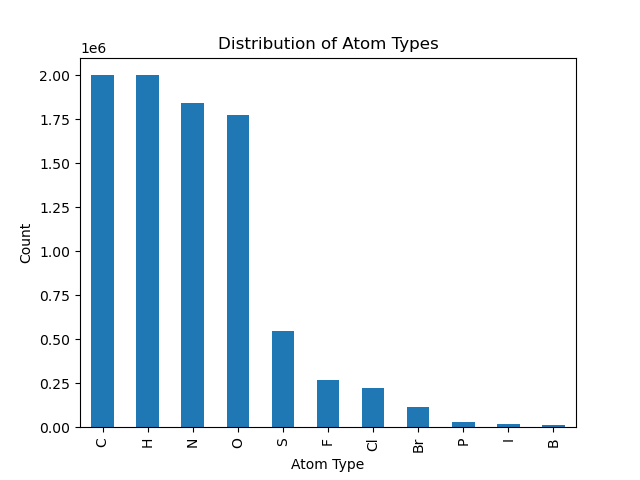 Distribution of Atom Types
1e6
2.00
1.75
1.50
1.25
1.00
0.75
0.50
0.25
0.00
Count
C H N O S F Cl Br P I B
Atom Type